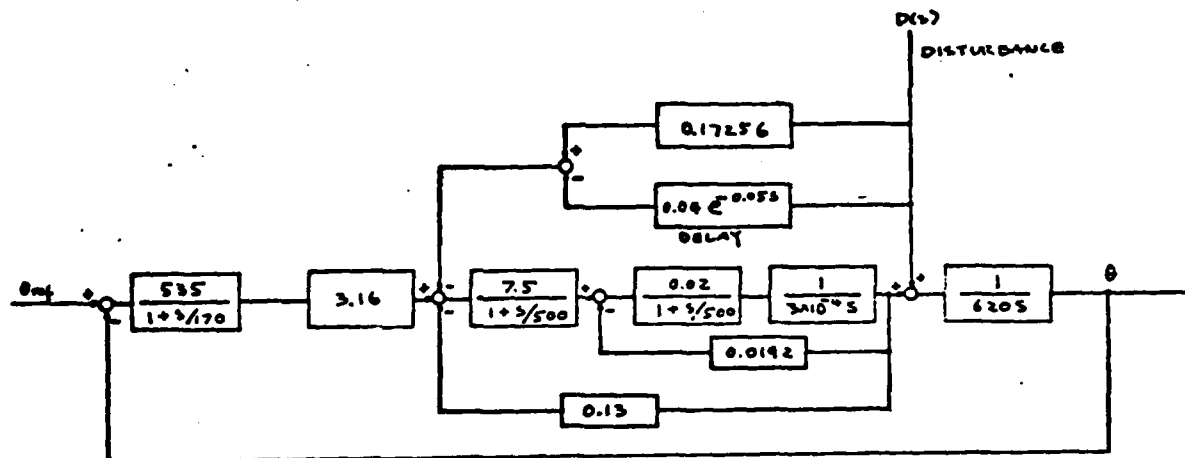 D(s)
DISTURBANCE
0.17256
+
-
0.04 e^-0.05s
DELAY
θref
+
-
535
1 + s/170
3.16
+
-
-
7.5
1 + s/500
+
-
0.02
1 + s/500
1
3x10^-4 s
+
+
1
620s
θ
0.0192
0.13